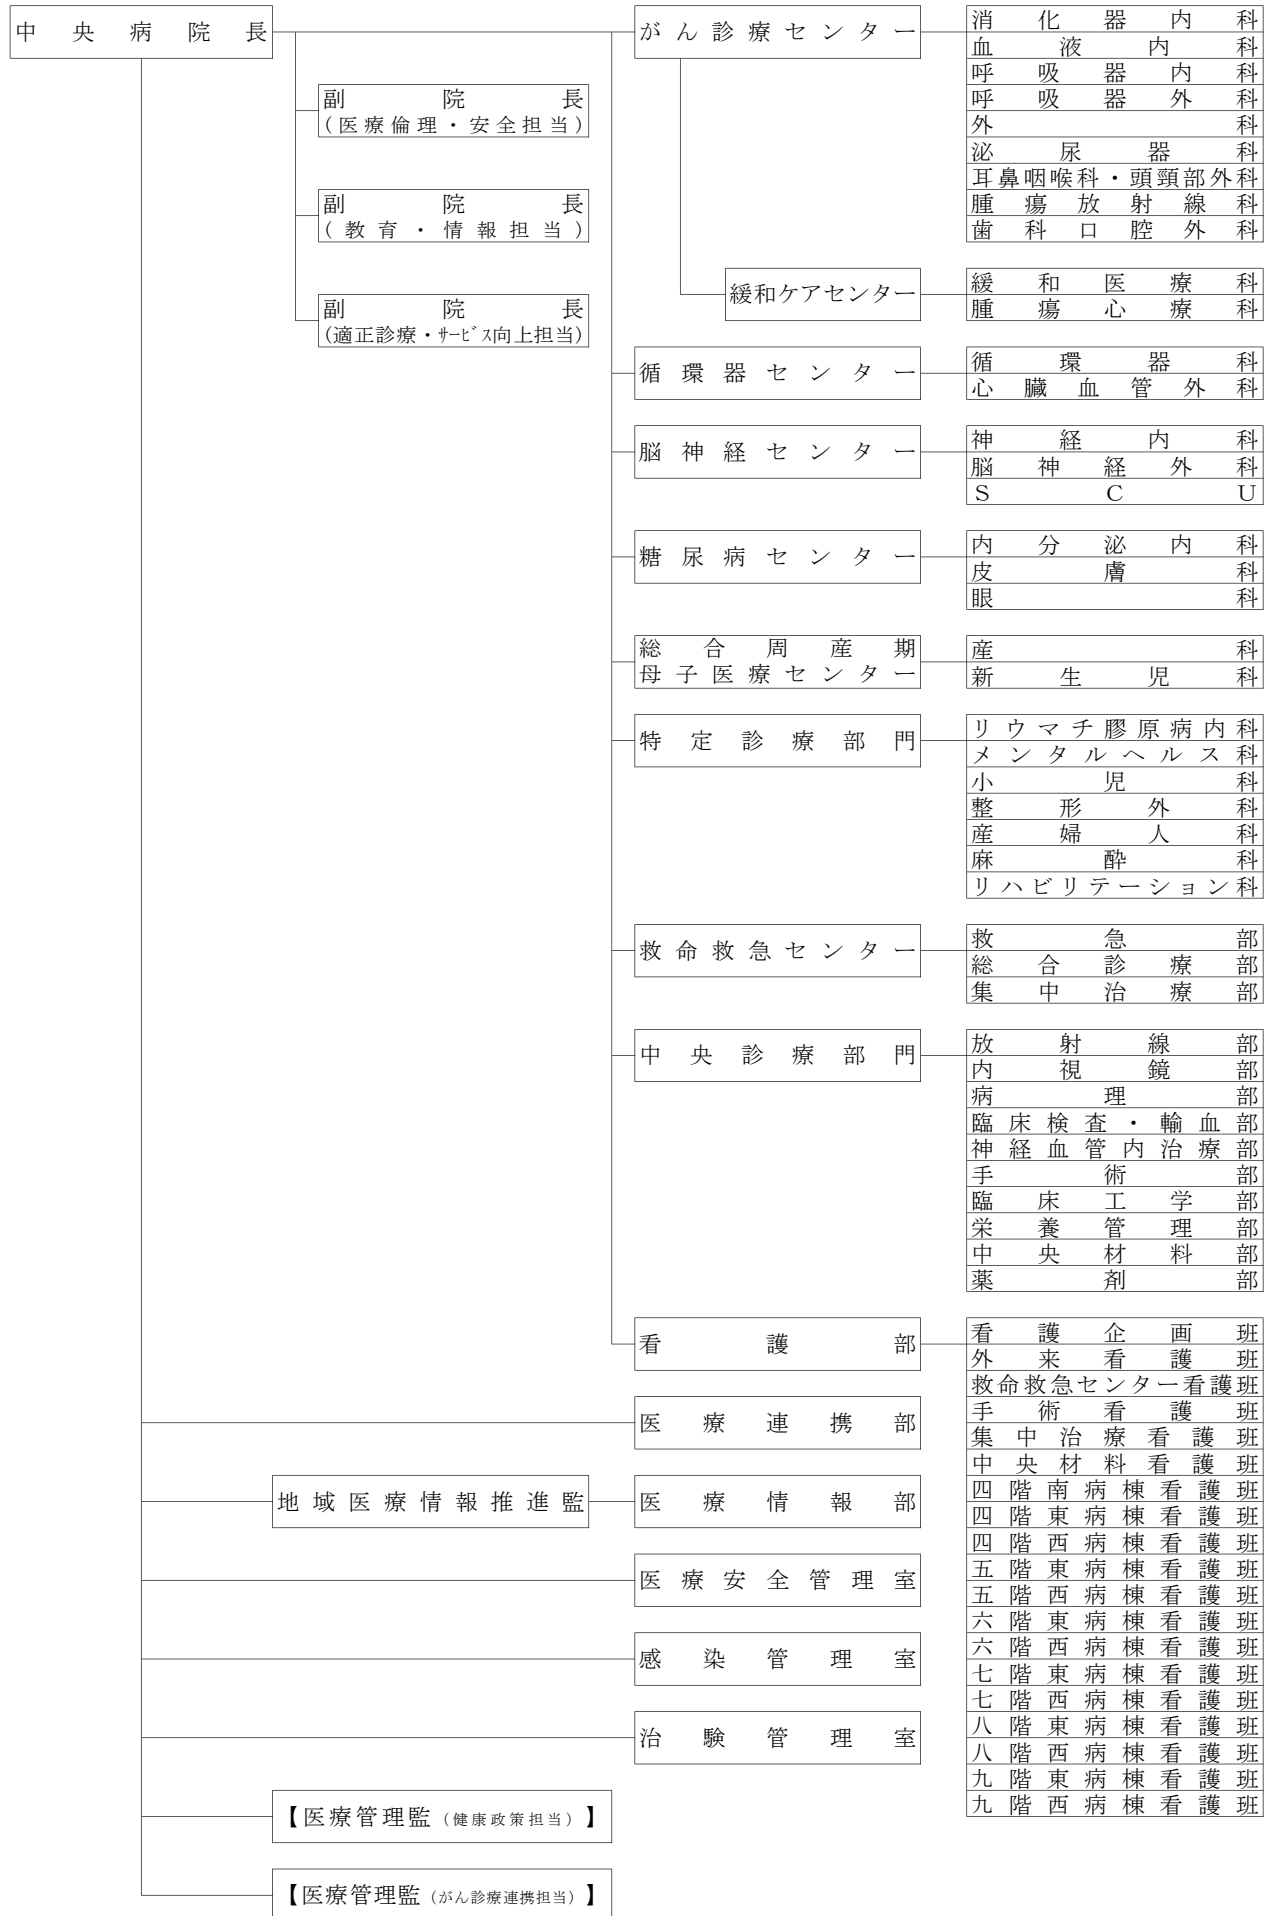 中央病院長
副院長
(医療倫理・安全担当)
副院長
(教育・情報担当)
副院長
(適正診療・ｻｰﾋﾞｽ向上担当)
がん診療センター
消化器内科
血液内科
呼吸器内科
呼吸器外科
外科
泌尿器科
耳鼻咽喉科・頭頸部外科
腫瘍放射線科
歯科口腔外科
緩和ケアセンター
緩和医療科
腫瘍心療科
循環器センター
循環器科
心臓血管外科
脳神経センター
神経内科
脳神経外科
ＳＣＵ
糖尿病センター
内分泌内科
皮膚科
眼科
総合周産期
母子医療センター
産科
新生児科
特定診療部門
リウマチ膠原病内科
メンタルヘルス科
小児科
整形外科
産婦人科
麻酔科
リハビリテーション科
救命救急センター
救急部
総合診療部
集中治療部
中央診療部門
放射線部
内視鏡部
病理部
臨床検査・輸血部
神経血管内治療部
手術部
臨床工学部
栄養管理部
中央材料部
薬剤部
看護部
看護企画班
外来看護班
救命救急センター看護班
手術看護班
集中治療看護班
中央材料看護班
四階南病棟看護班
四階東病棟看護班
四階西病棟看護班
五階東病棟看護班
五階西病棟看護班
六階東病棟看護班
六階西病棟看護班
七階東病棟看護班
七階西病棟看護班
八階東病棟看護班
八階西病棟看護班
九階東病棟看護班
九階西病棟看護班
医療連携部
地域医療情報推進監
医療情報部
医療安全管理室
感染管理室
治験管理室
【医療管理監（健康政策担当）】
【医療管理監（がん診療連携担当）】